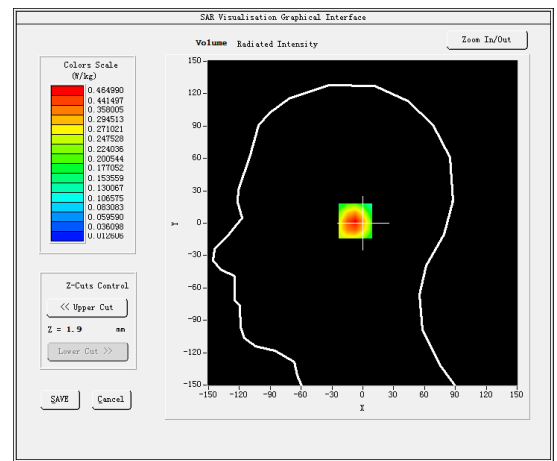 SAR Visualisation Graphical Interface
Volume Radiated Intensity
Zoom In/Out
Colors Scale
(W/kg)
0.464990
0.441497
0.358005
0.294513
0.271021
0.247528
0.224036
0.200544
0.177052
0.153559
0.130067
0.106575
0.083083
0.059590
0.036098
0.012606
Z-Cuts Control
<< Upper Cut
Z = 1.9 mm
Lower Cut >>
SAVE Cancel
150
120
90
60
30
0
-30
-60
-90
-120
-150
Y
-150 -120 -90 -60 -30 0 30 60 90 120 150
X